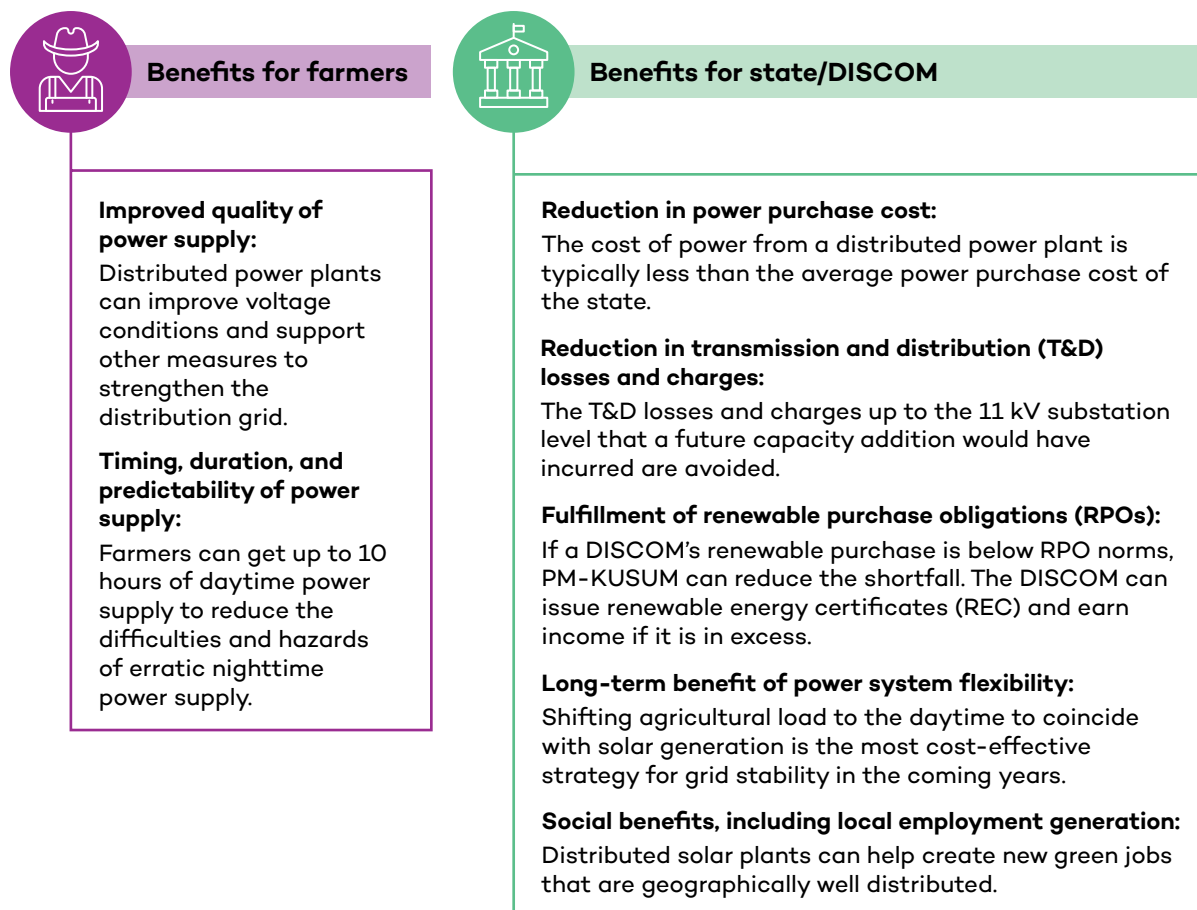 Benefits for farmers
Improved quality of
power supply:
Distributed power plants
can improve voltage
conditions and support
other measures to
strengthen the
distribution grid.
Timing, duration, and
predictability of power
supply:
Farmers can get up to 10
hours of daytime power
supply to reduce the
difficulties and hazards
of erratic nighttime
power supply.
Benefits for state/DISCOM
Reduction in power purchase cost:
The cost of power from a distributed power plant is
typically less than the average power purchase cost of
the state.
Reduction in transmission and distribution (T&D)
losses and charges:
The T&D losses and charges up to the 11 kV substation
level that a future capacity addition would have
incurred are avoided.
Fulfillment of renewable purchase obligations (RPOs):
If a DISCOM's renewable purchase is below RPO norms,
PM-KUSUM can reduce the shortfall. The DISCOM can
issue renewable energy certificates (REC) and earn
income if it is in excess.
Long-term benefit of power system flexibility:
Shifting agricultural load to the daytime to coincide
with solar generation is the most cost-effective
strategy for grid stability in the coming years.
Social benefits, including local employment generation:
Distributed solar plants can help create new green jobs
that are geographically well distributed.